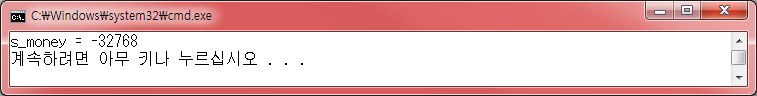 C:₩Windows₩system32₩cmd.exe
s_money = -32768
계속하려면 아무 키나 누르십시오 . . .